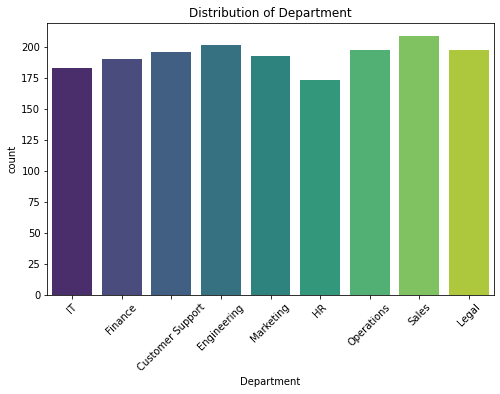 Distribution of Department
count
200
175
150
125
100
75
50
25
0
IT
Finance
Customer Support
Engineering
Marketing
HR
Operations
Sales
Legal
Department